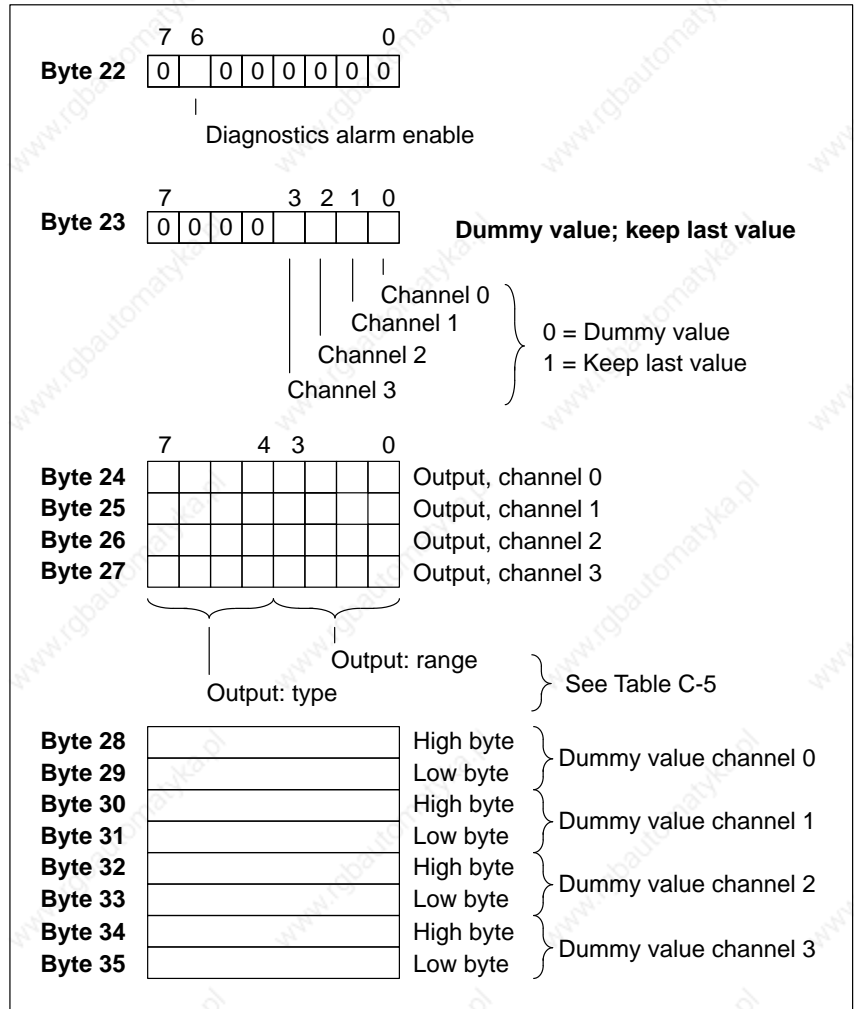 7 6 0
Byte 22 0 0 0 0 0 0 0
Diagnostics alarm enable
7 3 2 1 0
Byte 23 0 0 0 0 Dummy value; keep last value
Channel 0
Channel 1
Channel 2
Channel 3
0 = Dummy value
1 = Keep last value
7 4 3 0
Byte 24 Output, channel 0
Byte 25 Output, channel 1
Byte 26 Output, channel 2
Byte 27 Output, channel 3
Output: range
Output: type
See Table C-5
Byte 28 High byte
Byte 29 Low byte
Dummy value channel 0
Byte 30 High byte
Byte 31 Low byte
Dummy value channel 1
Byte 32 High byte
Byte 33 Low byte
Dummy value channel 2
Byte 34 High byte
Byte 35 Low byte
Dummy value channel 3
www.rgbautomatyka.pl